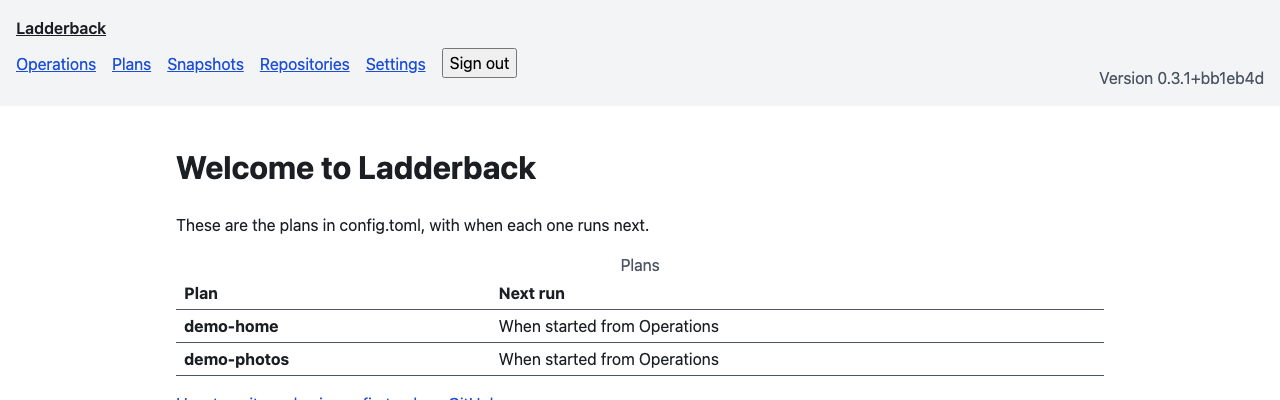 Ladderback
Operations Plans Snapshots Repositories Settings Sign out
Version 0.3.1+bb1eb4d
Welcome to Ladderback
These are the plans in config.toml, with when each one runs next.
Plans
Plan Next run
demo-home When started from Operations
demo-photos When started from Operations